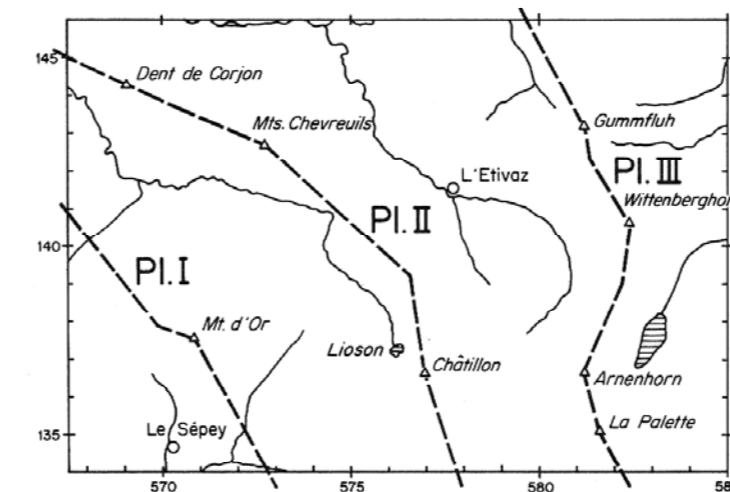 145
Dent de Corjon
Mts. Chevreuils
Gummfluh
L'Etivaz
Pl. III
Pl. II
140
Pl. I
Mt. d'Or
Lioson
Châtillon
Arnenhorn
La Palette
135
Le Sépey
570
575
580